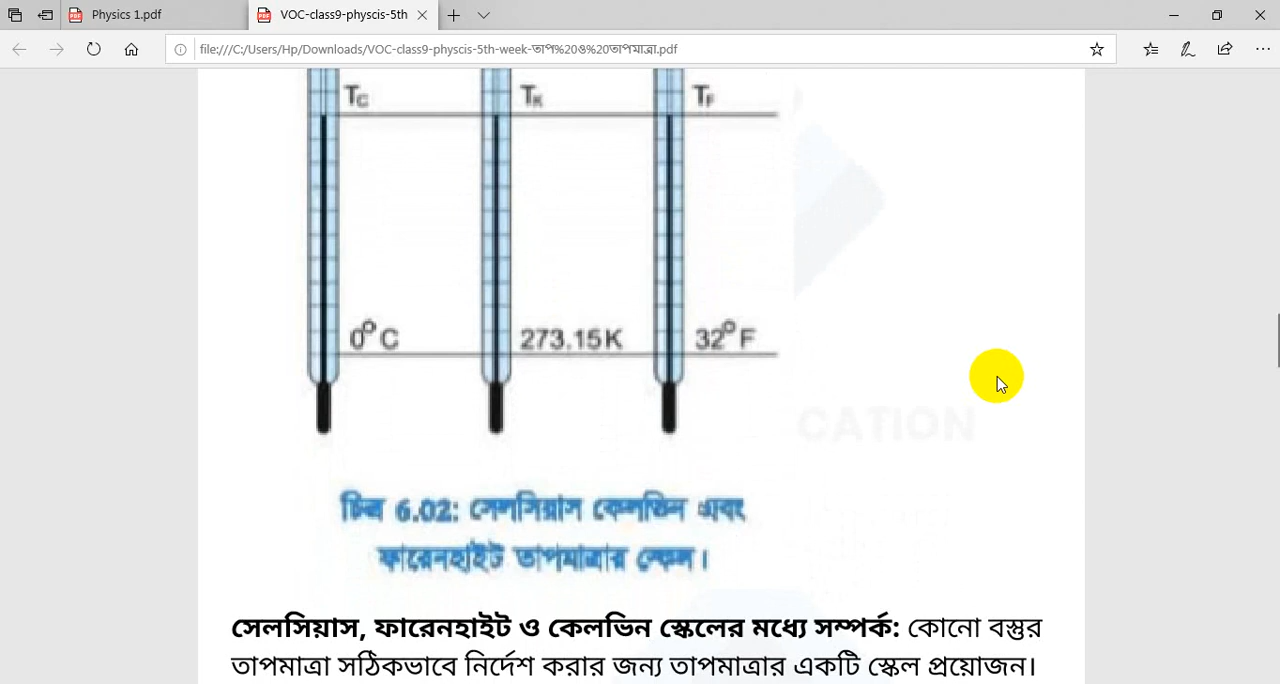 Physics 1.pdf
VOC-class9-physcis-5th
file:///C:/Users/Hp/Downloads/VOC-class9-physcis-5th-week-তাপ%20ও%20তাপমাত্রা.pdf
TC TK TF
0°C 273.15K 32°F
CATION
চিত্র 6.02: সেলসিয়াস কেলভিন এবং
ফারেনহাইট তাপমাত্রার স্কেল।
সেলসিয়াস, ফারেনহাইট ও কেলভিন স্কেলের মধ্যে সম্পর্ক: কোনো বস্তুর
তাপমাত্রা সঠিকভাবে নির্দেশ করার জন্য তাপমাত্রার একটি স্কেল প্রয়োজন।